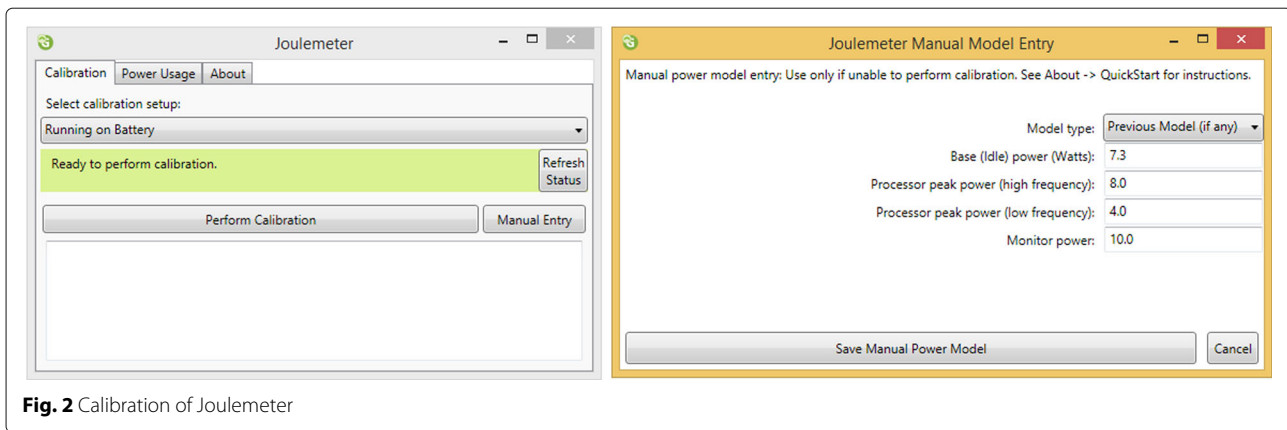 Joulemeter
Calibration Power Usage About
Select calibration setup:
Running on Battery
Ready to perform calibration.
Refresh
Status
Perform Calibration
Manual Entry
Joulemeter Manual Model Entry
Manual power model entry: Use only if unable to perform calibration. See About -> QuickStart for instructions.
Model type: Previous Model (if any)
Base (Idle) power (Watts): 7.3
Processor peak power (high frequency): 8.0
Processor peak power (low frequency): 4.0
Monitor power: 10.0
Save Manual Power Model
Cancel
Fig. 2 Calibration of Joulemeter